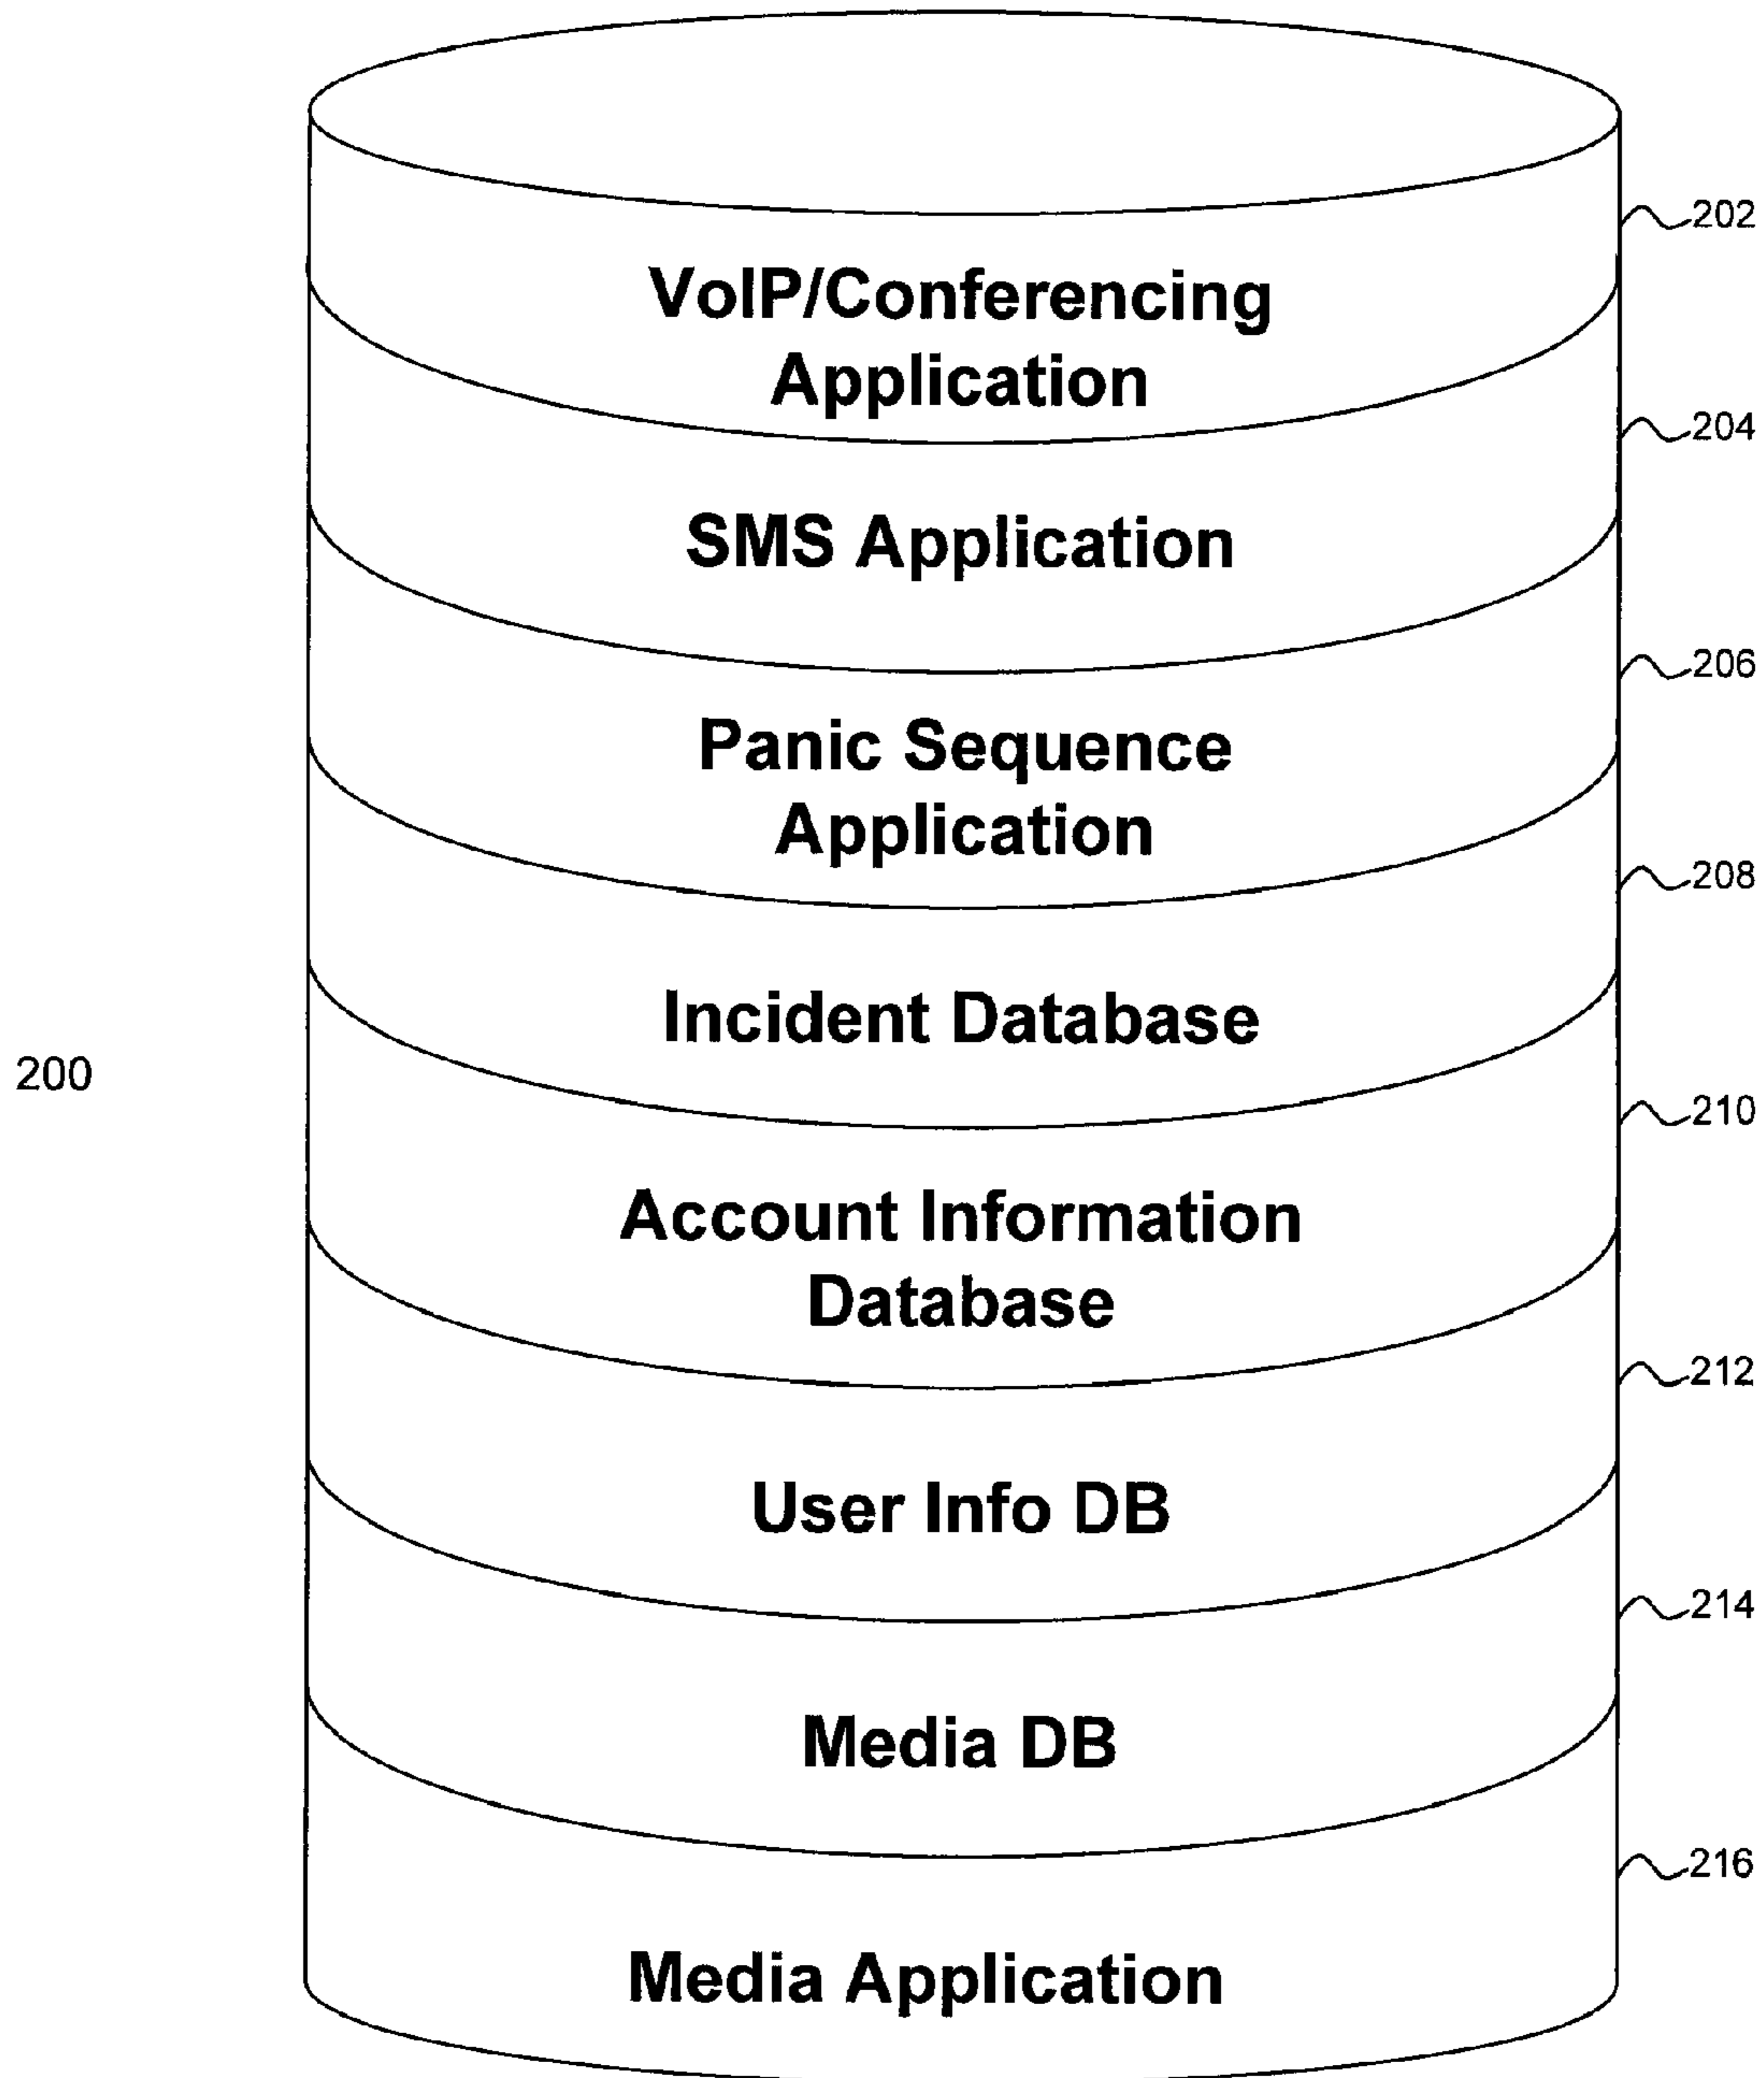 202
VoIP/Conferencing
Application
204
SMS Application
206
Panic Sequence
Application
208
Incident Database
200
210
Account Information
Database
212
User Info DB
214
Media DB
216
Media Application